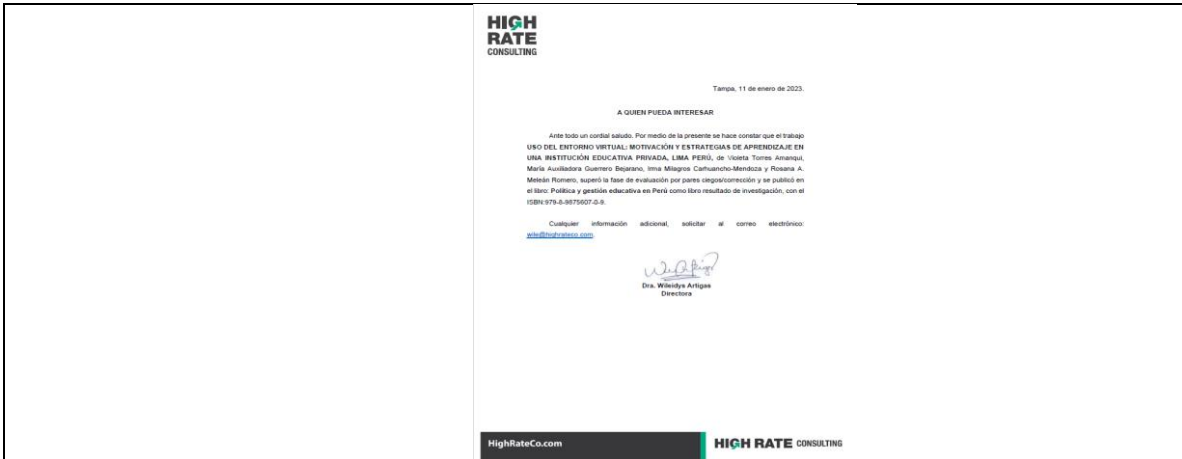 HIGH
RATE
CONSULTING
Tampa, 11 de enero de 2023.
A QUIEN PUEDA INTERESAR
Ante todo un cordial saludo. Por medio de la presente se hace constar que el trabajo
USO DEL ENTORNO VIRTUAL: MOTIVACIÓN Y ESTRATEGIAS DE APRENDIZAJE EN
UNA INSTITUCIÓN EDUCATIVA PRIVADA, LIMA PERÚ, de Violeta Torres Amanqui,
María Auxiliadora Guerrero Bejarano, Irma Milagros Carhuancho-Mendoza y Rosana A.
Meleán Romero, superó la fase de evaluación por pares ciegos/corrección y se publicó en
el libro: Política y gestión educativa en Perú como libro resultado de investigación, con el
ISBN:979-8-9875607-0-9.
Cualquier información adicional, solicitar al correo electrónico:
wile@highrateco.com.
Dra. Wileidys Artigas
Directora
HighRateCo.com
HIGH RATE CONSULTING